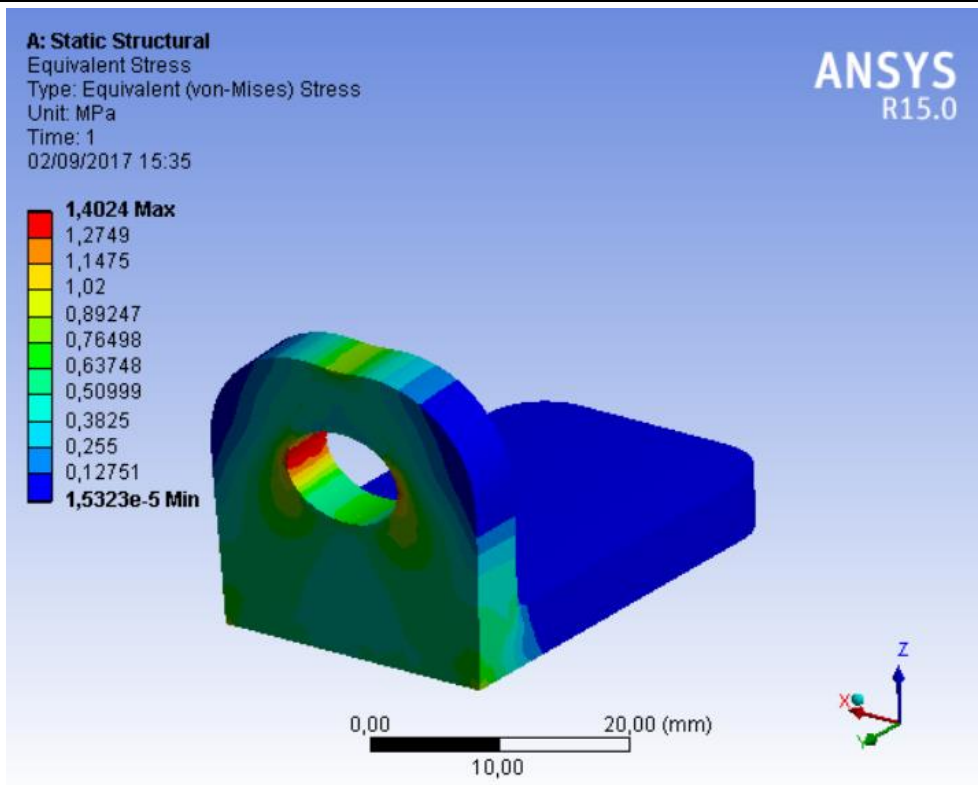 A: Static Structural
Equivalent Stress
Type: Equivalent (von-Mises) Stress
Unit: MPa
Time: 1
02/09/2017 15:35
ANSYS
R15.0
1,4024 Max
1,2749
1,1475
1,02
0,89247
0,76498
0,63748
0,50999
0,3825
0,255
0,12751
1,5323e-5 Min
0,00
20,00 (mm)
10,00
Z
X
Y